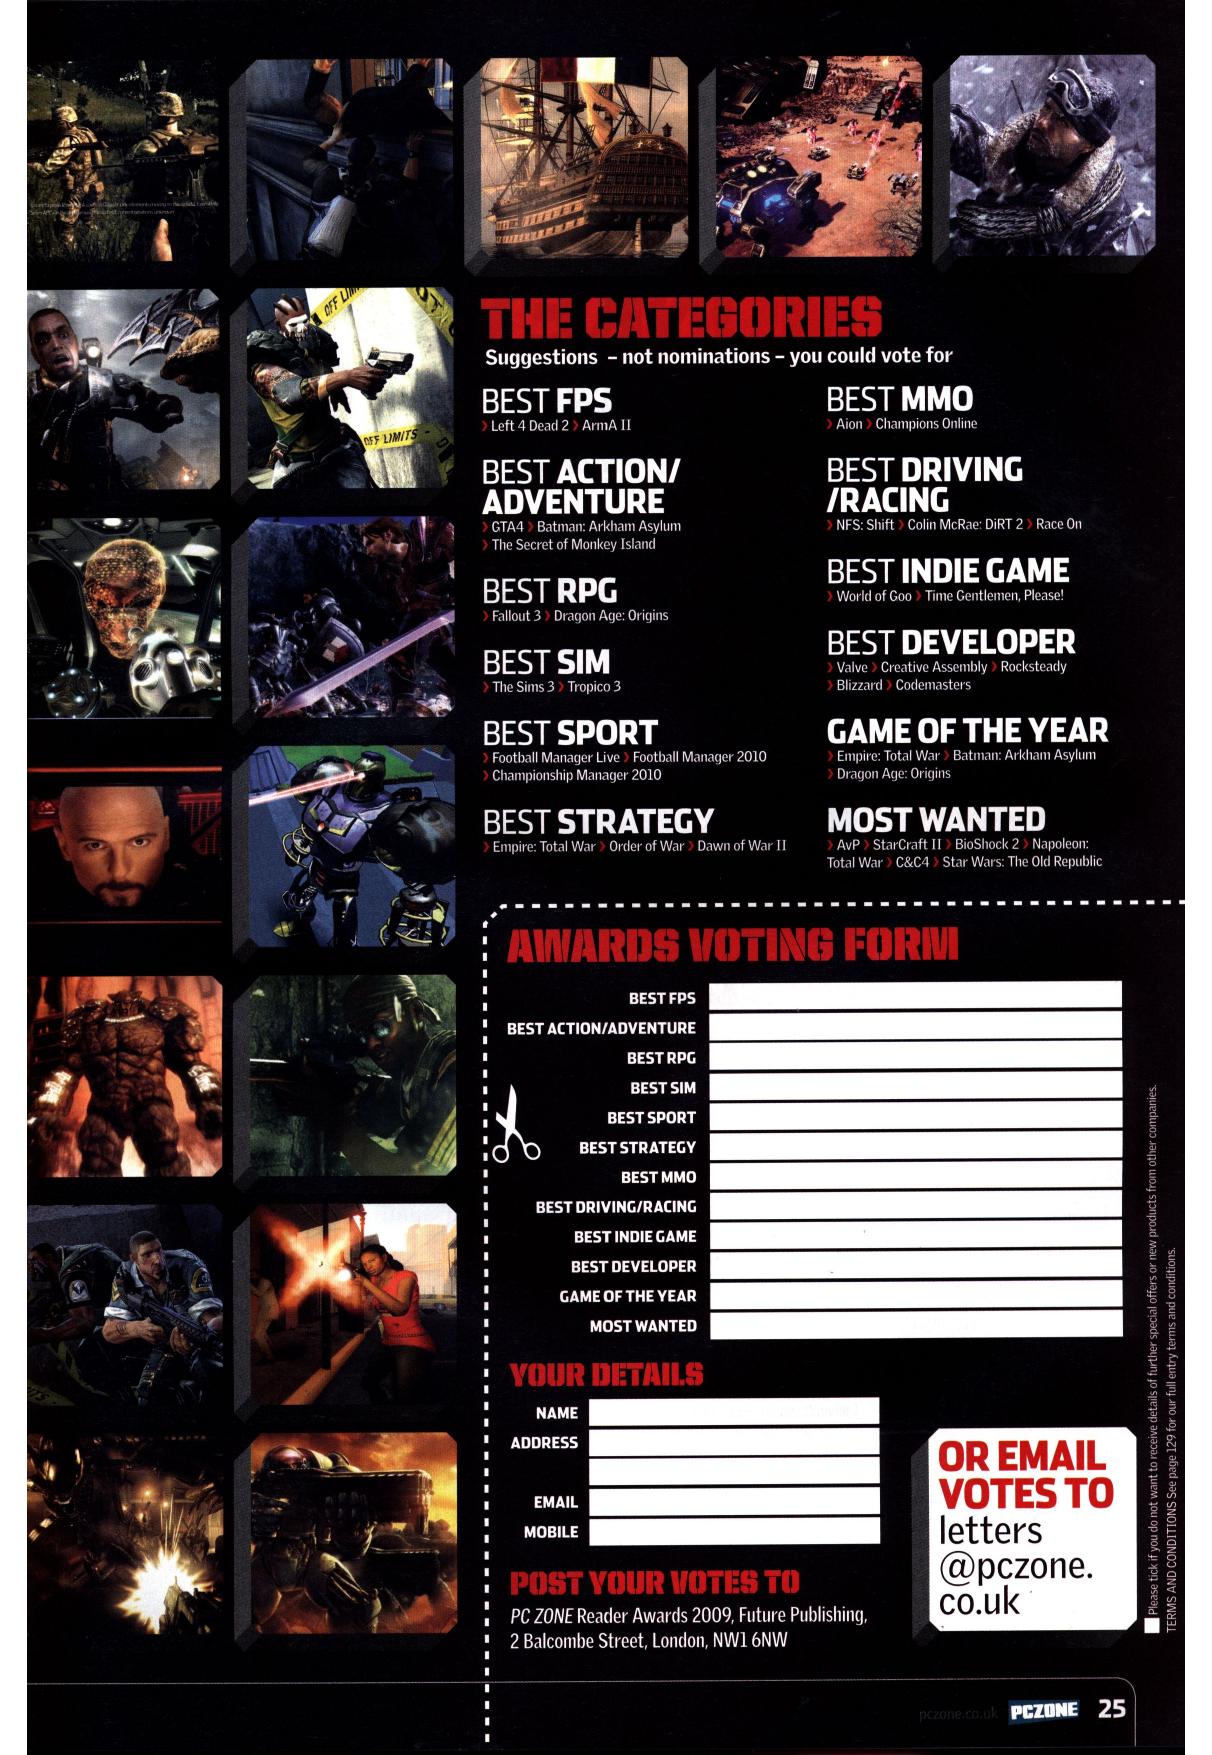 OFF LIMI
OFF LIMITS -
THE CATEGORIES
Suggestions – not nominations – you could vote for
BEST FPS
› Left 4 Dead 2 › ArmA II
BEST ACTION/
ADVENTURE
› GTA4 › Batman: Arkham Asylum
› The Secret of Monkey Island
BEST RPG
› Fallout 3 › Dragon Age: Origins
BEST SIM
› The Sims 3 › Tropico 3
BEST SPORT
› Football Manager Live › Football Manager 2010
› Championship Manager 2010
BEST STRATEGY
› Empire: Total War › Order of War › Dawn of War II
BEST MMO
› Aion › Champions Online
BEST DRIVING
/RACING
› NFS: Shift › Colin McRae: DiRT 2 › Race On
BEST INDIE GAME
› World of Goo › Time Gentlemen, Please!
BEST DEVELOPER
› Valve › Creative Assembly › Rocksteady
› Blizzard › Codemasters
GAME OF THE YEAR
› Empire: Total War › Batman: Arkham Asylum
› Dragon Age: Origins
MOST WANTED
› AvP › StarCraft II › BioShock 2 › Napoleon:
Total War › C&C4 › Star Wars: The Old Republic
AWARDS VOTING FORM
BEST FPS
BEST ACTION/ADVENTURE
BEST RPG
BEST SIM
BEST SPORT
BEST STRATEGY
BEST MMO
BEST DRIVING/RACING
BEST INDIE GAME
BEST DEVELOPER
GAME OF THE YEAR
MOST WANTED
YOUR DETAILS
NAME
ADDRESS
EMAIL
MOBILE
POST YOUR VOTES TO
PC ZONE Reader Awards 2009, Future Publishing,
2 Balcombe Street, London, NW1 6NW
OR EMAIL
VOTES TO
letters
@pczone.
co.uk
Please tick if you do not want to receive details of further special offers or new products from other companies.
TERMS AND CONDITIONS See page 129 for our full entry terms and conditions.
pczone.co.uk PCZONE 25